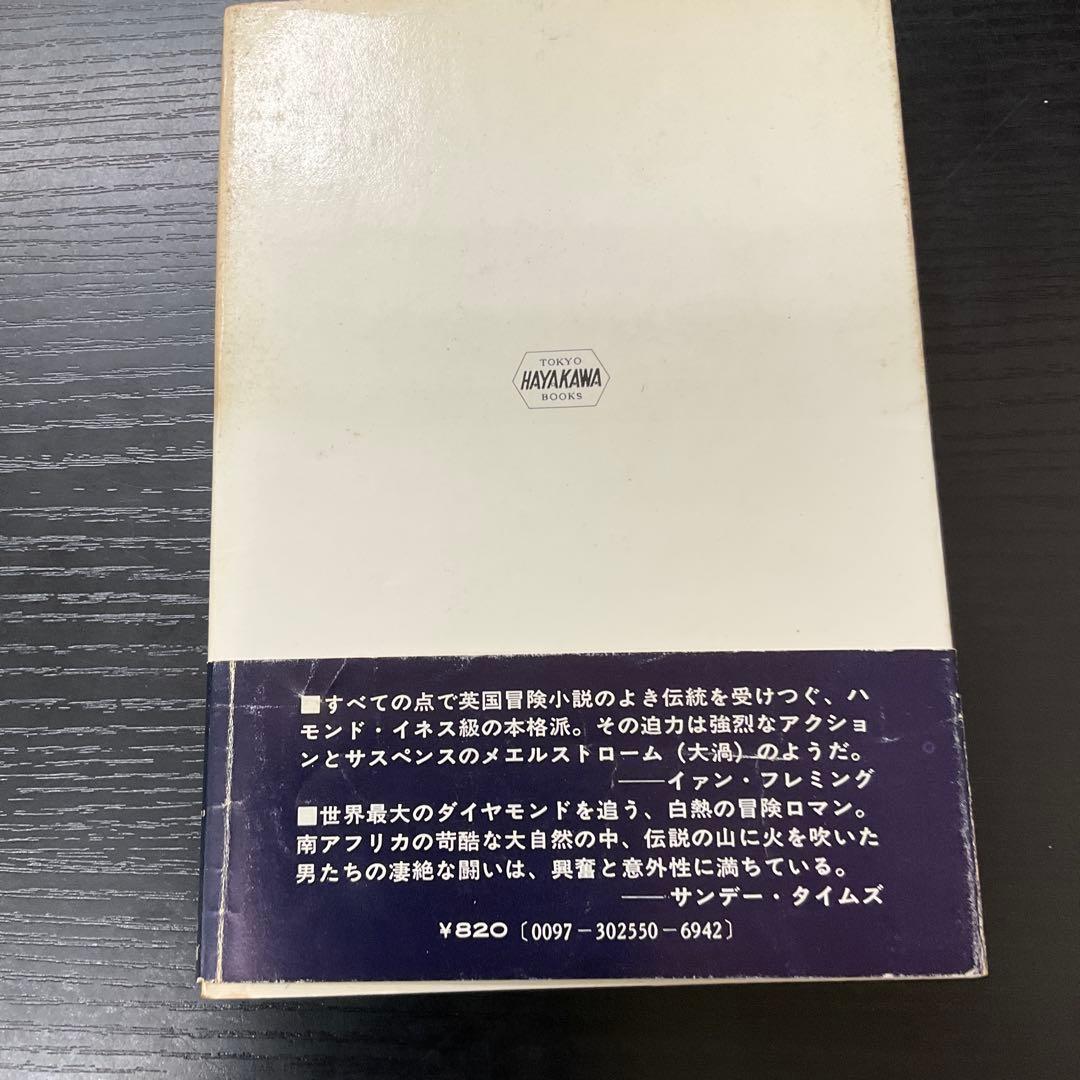 TOKYO
HAYAKAWA
BOOKS
■すべての点で英国冒険小説のよき伝統を受けつぐ、ハ
モンド・イネス級の本格派。その迫力は強烈なアクショ
ンとサスペンスのメエルストローム（大渦）のようだ。
――イァン・フレミング
■世界最大のダイヤモンドを追う、白熱の冒険ロマン。
南アフリカの苛酷な大自然の中、伝説の山に火を吹いた
男たちの凄絶な闘いは、興奮と意外性に満ちている。
――サンデー・タイムズ
¥820〔0097－302550－6942〕